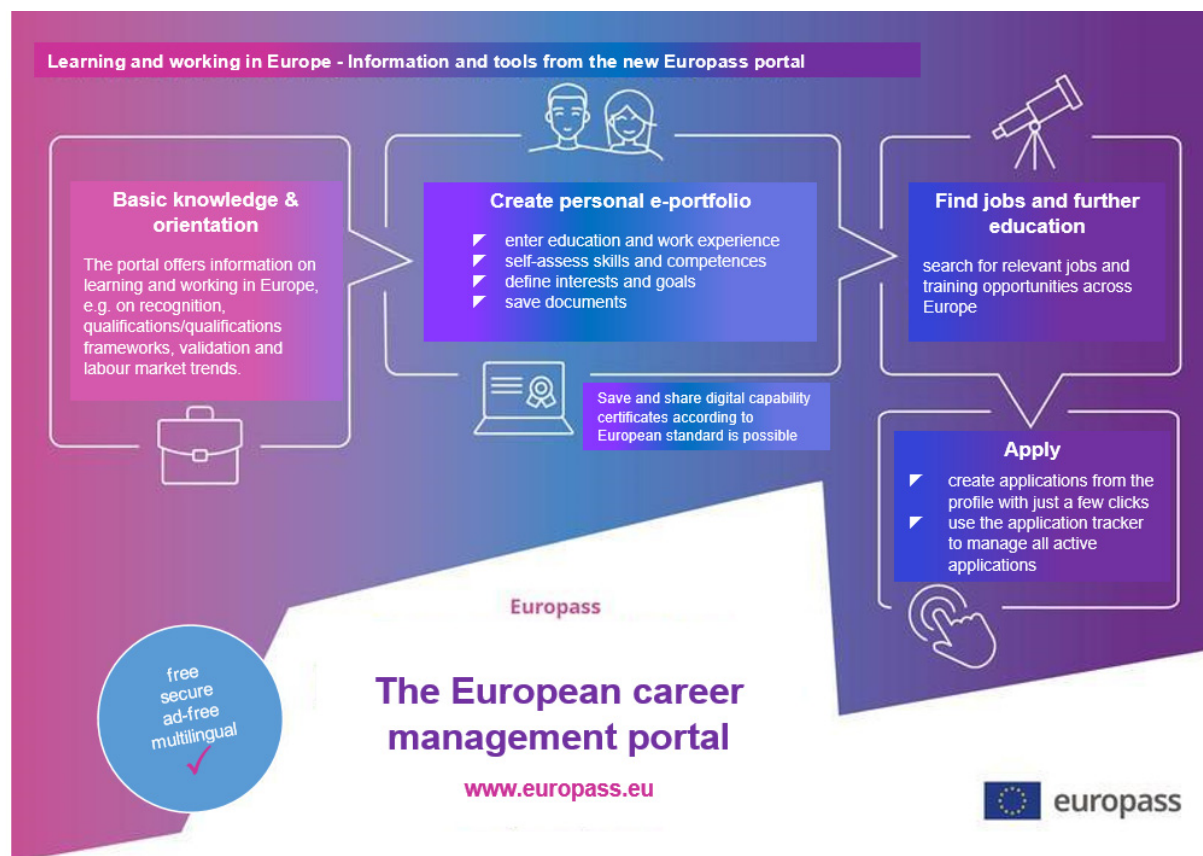 Learning and working in Europe - Information and tools from the new Europass portal
Basic knowledge &
orientation
The portal offers information on
learning and working in Europe,
e.g. on recognition,
qualifications/qualifications
frameworks, validation and
labour market trends.
Create personal e-portfolio
enter education and work experience
self-assess skills and competences
define interests and goals
save documents
Save and share digital capability
certificates according to
European standard is possible
Find jobs and further
education
search for relevant jobs and
training opportunities across
Europe
Apply
create applications from the
profile with just a few clicks
use the application tracker
to manage all active
applications
Europass
The European career
management portal
www.europass.eu
free
secure
ad-free
multilingual
europass